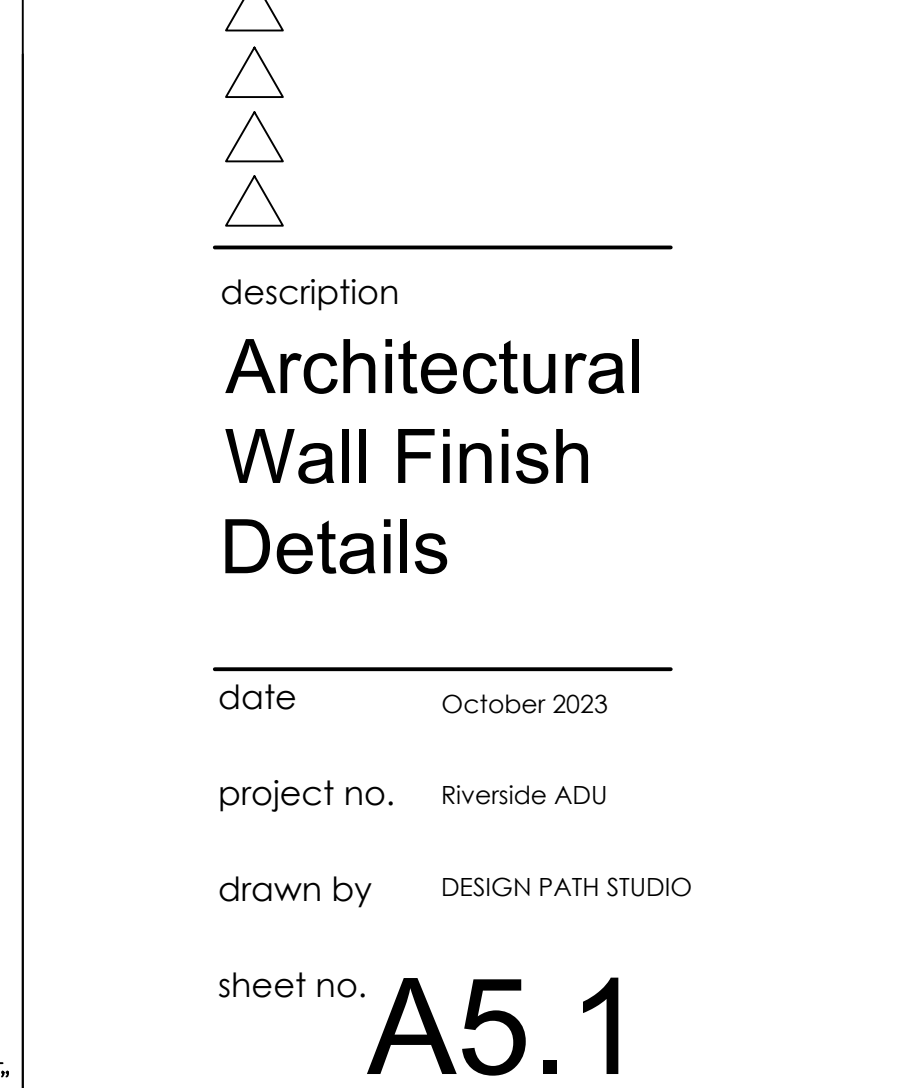 description
Architectural
Wall Finish
Details
date October 2023
project no. Riverside ADU
drawn by DESIGN PATH STUDIO
sheet no. A5.1